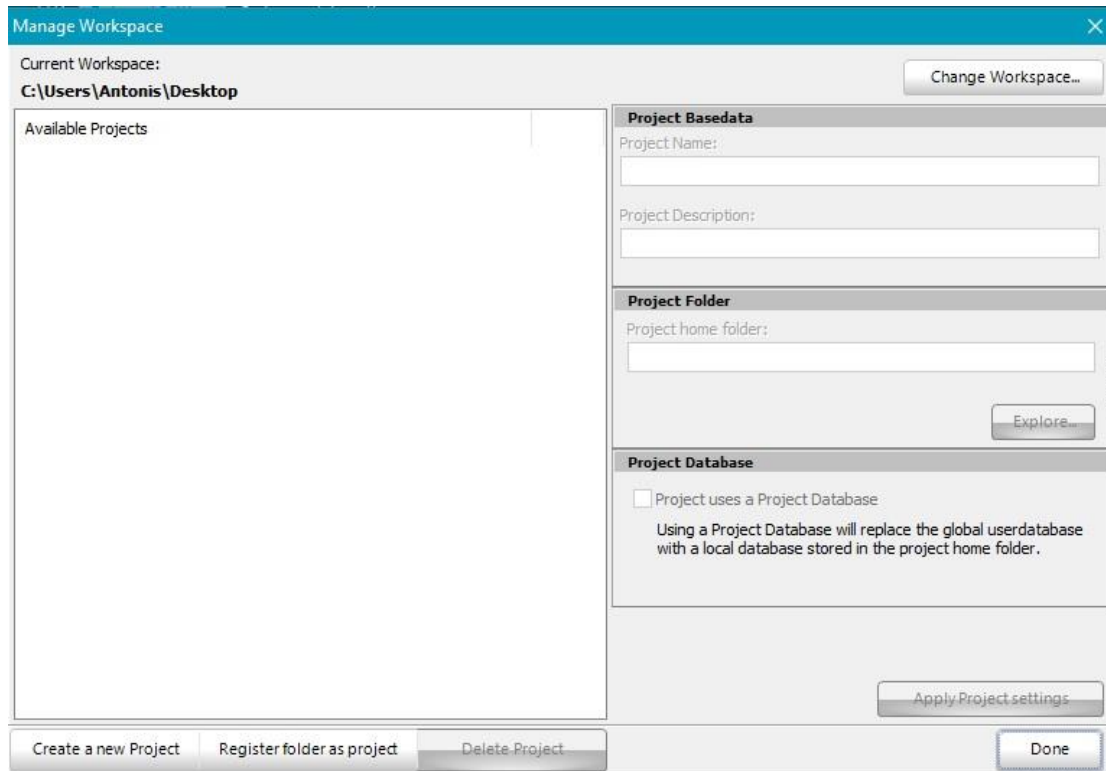 Manage Workspace
Current Workspace:
C:\Users\Antonis\Desktop
Change Workspace...
Available Projects
Project Basedata
Project Name:
Project Description:
Project Folder
Project home folder:
Explore...
Project Database
Project uses a Project Database
Using a Project Database will replace the global userdatabase
with a local database stored in the project home folder.
Apply Project settings
Create a new Project
Register folder as project
Delete Project
Done